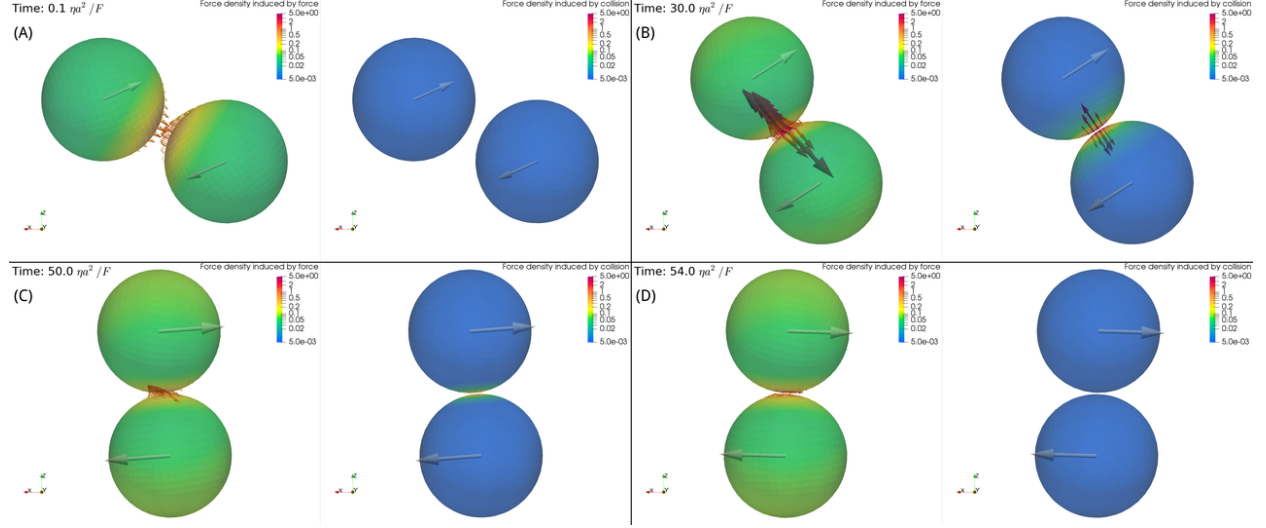 Time: 0.1 ηa² /F
Force density induced by force
(A)
5.0e+00
2
1
0.5
0.2
0.1
0.05
0.02
5.0e-03
Z
X
Y
Force density induced by collision
5.0e+00
2
1
0.5
0.2
0.1
0.05
0.02
5.0e-03
Z
X
Y
Time: 30.0 ηa² /F
Force density induced by force
(B)
5.0e+00
2
1
0.5
0.2
0.1
0.05
0.02
5.0e-03
Z
X
Y
Force density induced by collision
5.0e+00
2
1
0.5
0.2
0.1
0.05
0.02
5.0e-03
Z
X
Y
Time: 50.0 ηa² /F
Force density induced by force
(C)
5.0e+00
2
1
0.5
0.2
0.1
0.05
0.02
5.0e-03
Z
X
Y
Force density induced by collision
5.0e+00
2
1
0.5
0.2
0.1
0.05
0.02
5.0e-03
Z
X
Y
Time: 54.0 ηa² /F
Force density induced by force
(D)
5.0e+00
2
1
0.5
0.2
0.1
0.05
0.02
5.0e-03
Z
X
Y
Force density induced by collision
5.0e+00
2
1
0.5
0.2
0.1
0.05
0.02
5.0e-03
Z
X
Y